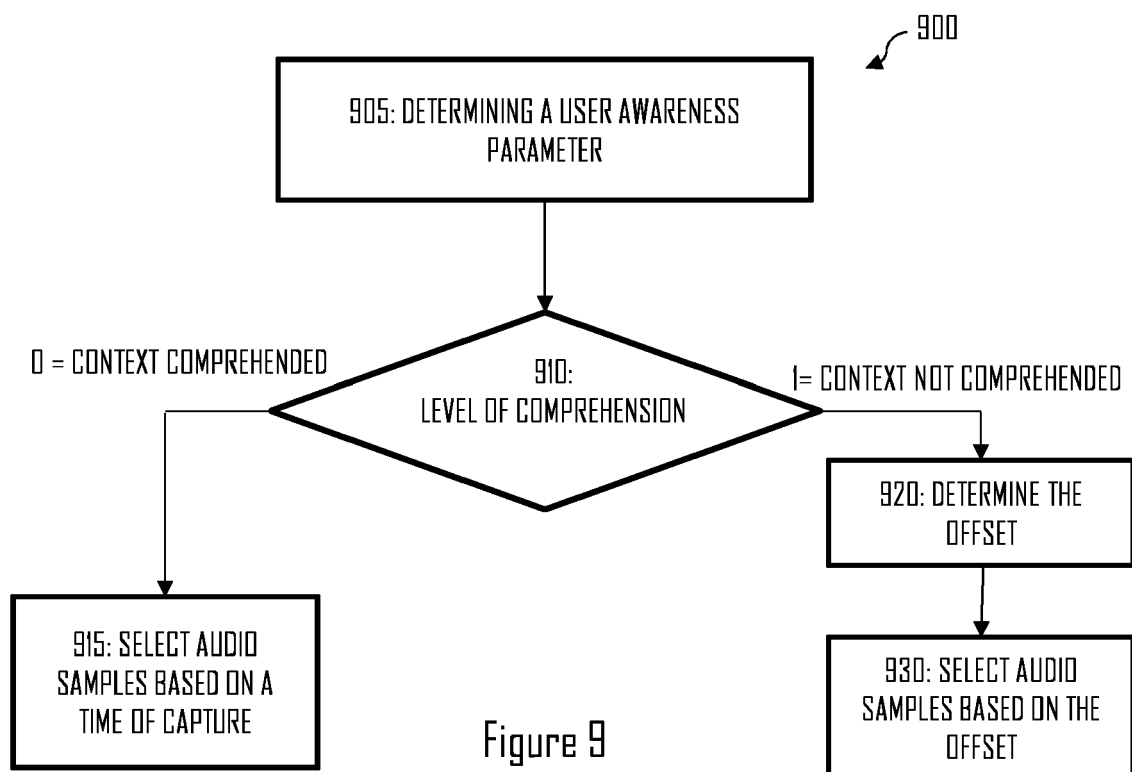 900
905: DETERMINING A USER AWARENESS
PARAMETER
0 = CONTEXT COMPREHENDED
910:
LEVEL OF COMPREHENSION
1= CONTEXT NOT COMPREHENDED
920: DETERMINE THE
OFFSET
915: SELECT AUDIO
SAMPLES BASED ON A
TIME OF CAPTURE
930: SELECT AUDIO
SAMPLES BASED ON THE
OFFSET
Figure 9